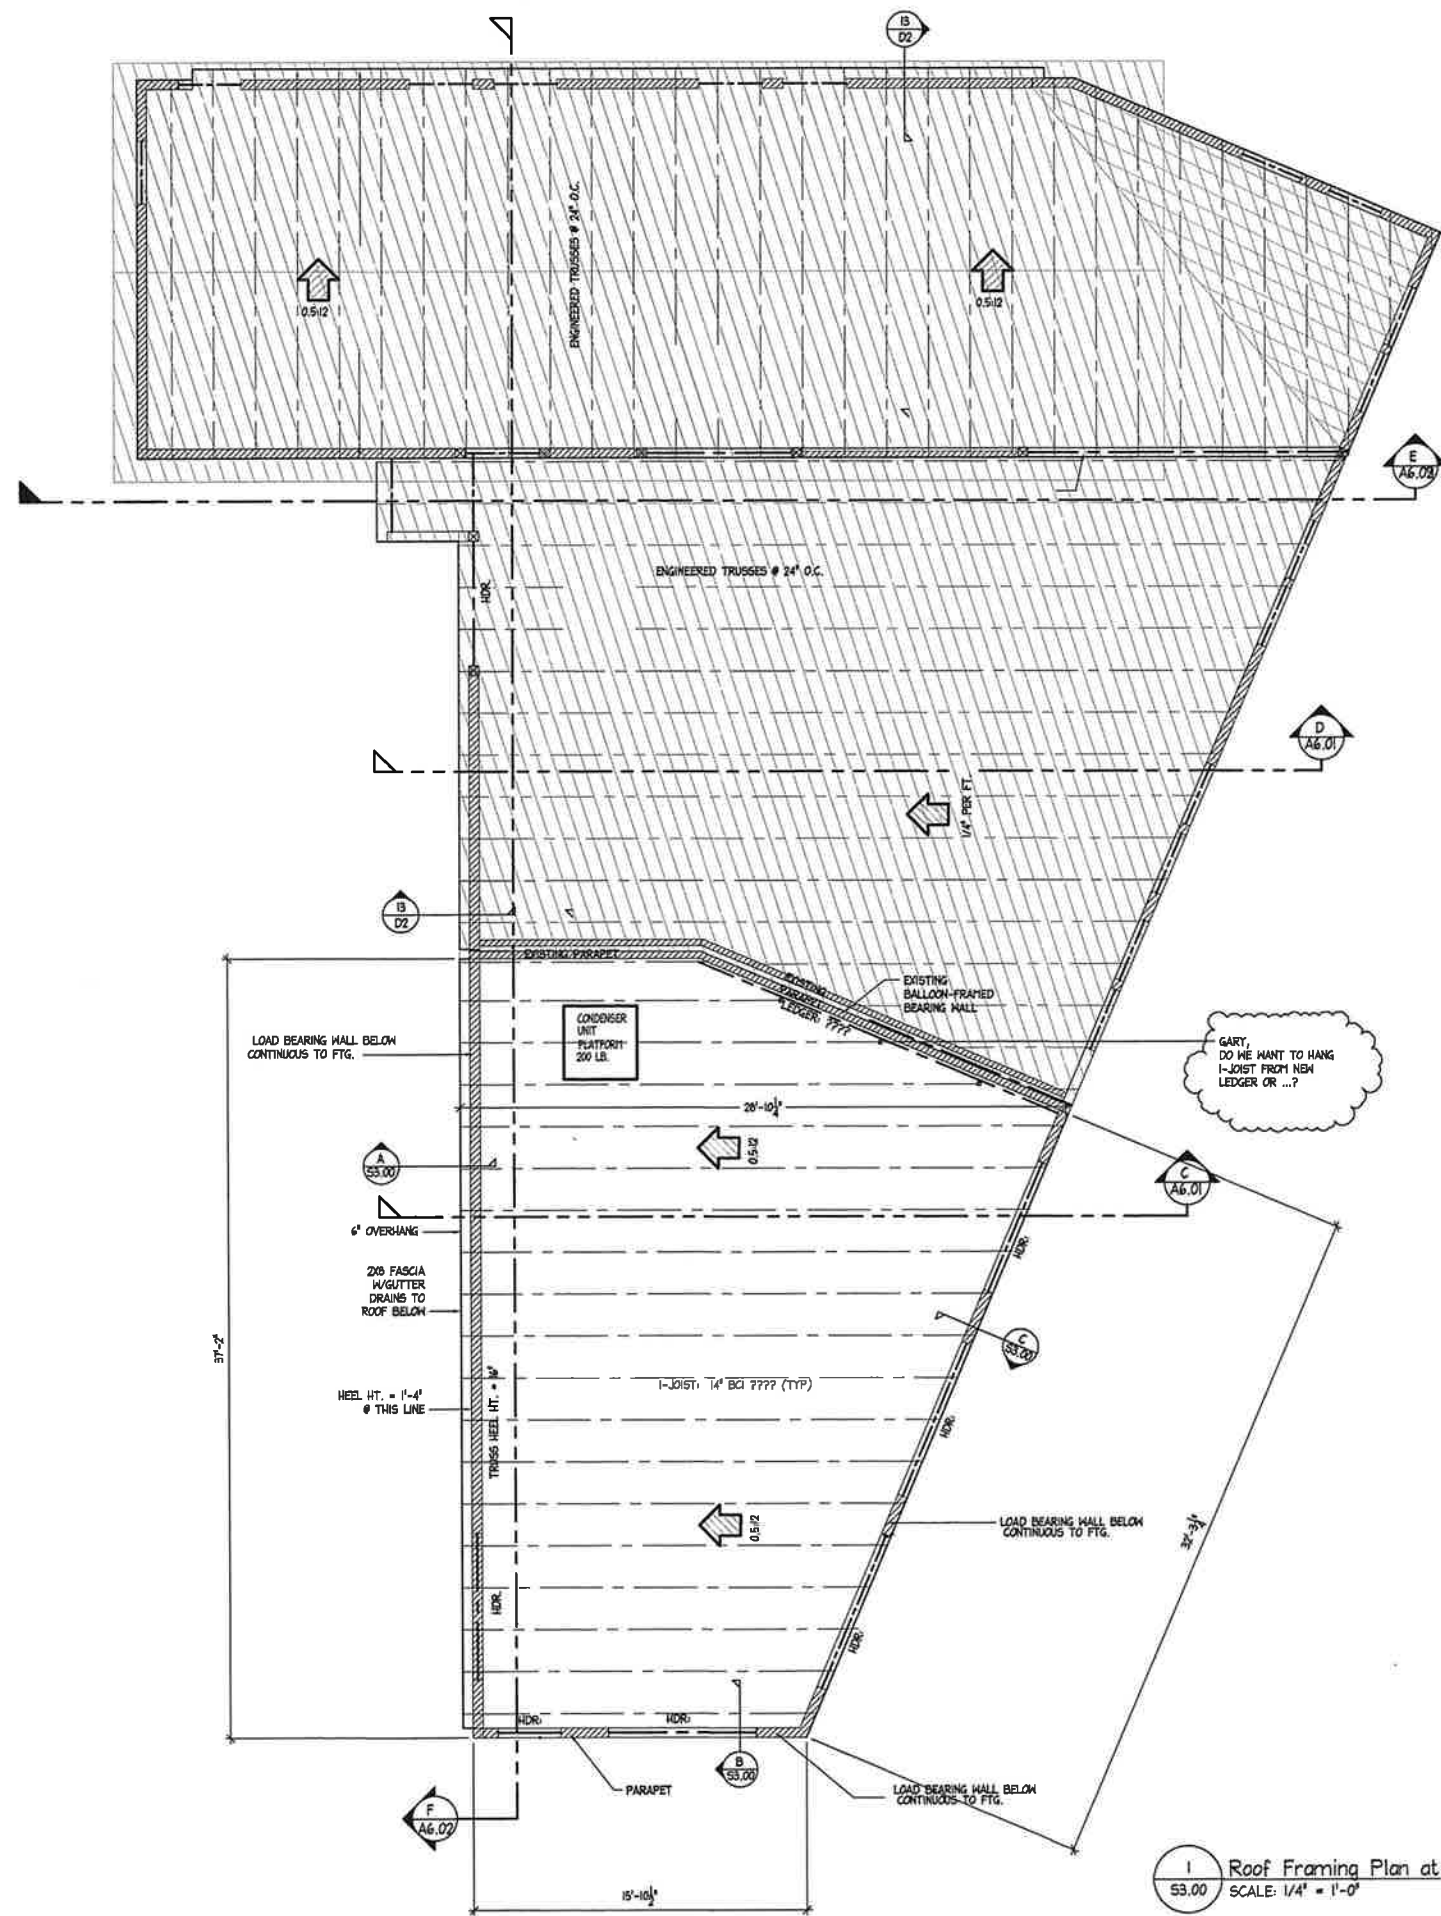 13
D2
ENGINEERED TRUSSES @ 24" O.C.
0.5:12
0.5:12
E
A6.02
ENGINEERED TRUSSES @ 24" O.C.
HDR.
D
A6.01
1/4" PER FT.
13
D2
EXISTING PARAPET
EXISTING
PARAPET
LEDGER: ????
EXISTING
BALLOON-FRAMED
BEARING WALL
CONDENSER
UNIT
PLATFORM
200 LB.
LOAD BEARING WALL BELOW
CONTINUOUS TO FTG.
GARY,
DO WE WANT TO HANG
I-JOIST FROM NEW
LEDGER OR ...?
28'-10 1/4"
0.5:12
A
S3.00
C
A6.01
6" OVERHANG
HDR:
2X8 FASCIA
W/GUTTER
DRAINS TO
ROOF BELOW
C
S3.00
37'-2"
I-JOIST: 14" BCI ???? (TYP)
HEEL HT. = 1'-4"
@ THIS LINE
TRUSS HEEL HT. = 16"
HDR:
0.5:12
LOAD BEARING WALL BELOW
CONTINUOUS TO FTG.
32'-3 1/4"
HDR.
HDR:
HDR:
HDR:
B
S3.00
PARAPET
LOAD BEARING WALL BELOW
CONTINUOUS TO FTG.
F
A6.02
15'-10 1/2"
1
S3.00
Roof Framing Plan at
SCALE: 1/4" = 1'-0"